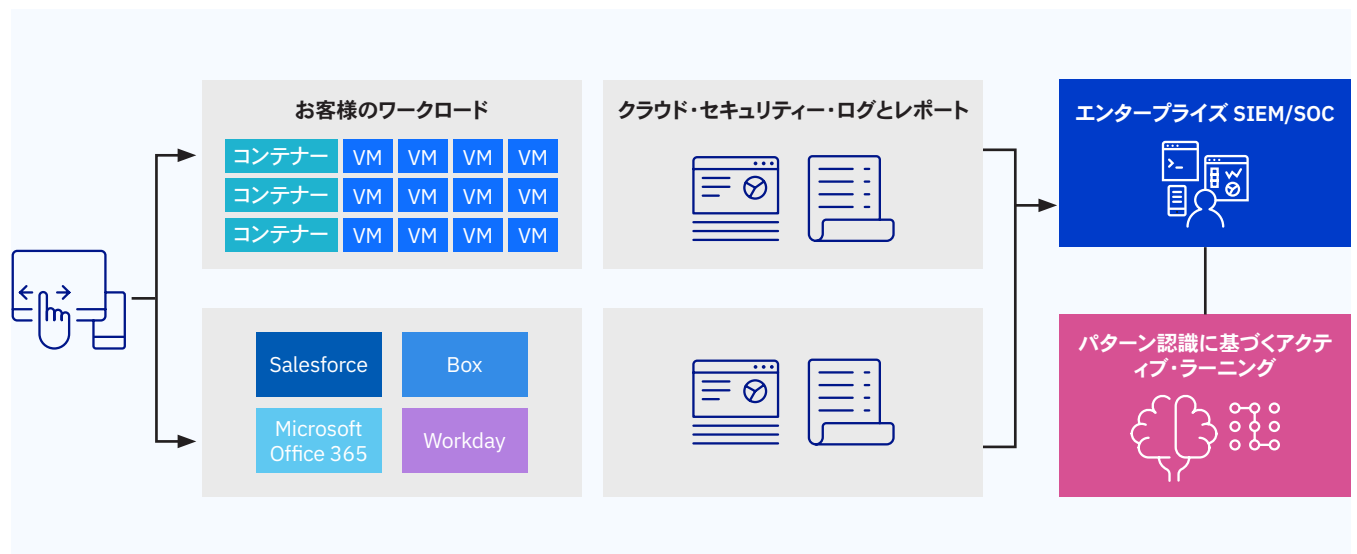 お客様のワークロード
コンテナー VM VM VM VM
コンテナー VM VM VM VM
コンテナー VM VM VM VM
Salesforce
Box
Microsoft
Office 365
Workday
クラウド・セキュリティー・ログとレポート
エンタープライズ SIEM/SOC
パターン認識に基づくアクテ
ィブ・ラーニング